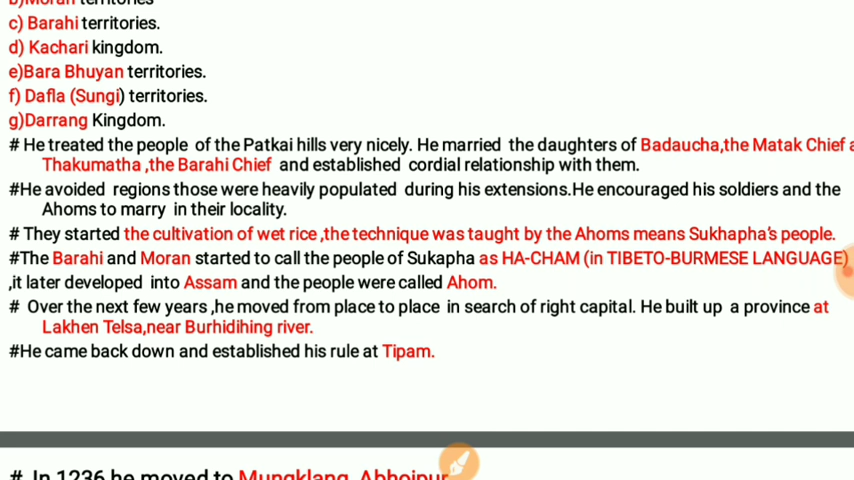 b)Moran territories
c) Barahi territories.
d) Kachari kingdom.
e)Bara Bhuyan territories.
f) Dafla (Sungi) territories.
g)Darrang Kingdom.
# He treated the people of the Patkai hills very nicely. He married the daughters of Badaucha,the Matak Chief
Thakumatha ,the Barahi Chief and established cordial relationship with them.
#He avoided regions those were heavily populated during his extensions.He encouraged his soldiers and the
Ahoms to marry in their locality.
# They started the cultivation of wet rice ,the technique was taught by the Ahoms means Sukhapha's people.
#The Barahi and Moran started to call the people of Sukapha as HA-CHAM (in TIBETO-BURMESE LANGUAGE)
,it later developed into Assam and the people were called Ahom.
# Over the next few years ,he moved from place to place in search of right capital. He built up a province at
Lakhen Telsa,near Burhidihing river.
#He came back down and established his rule at Tipam.
# In 1236 he moved to Mungklang, Abhoipur